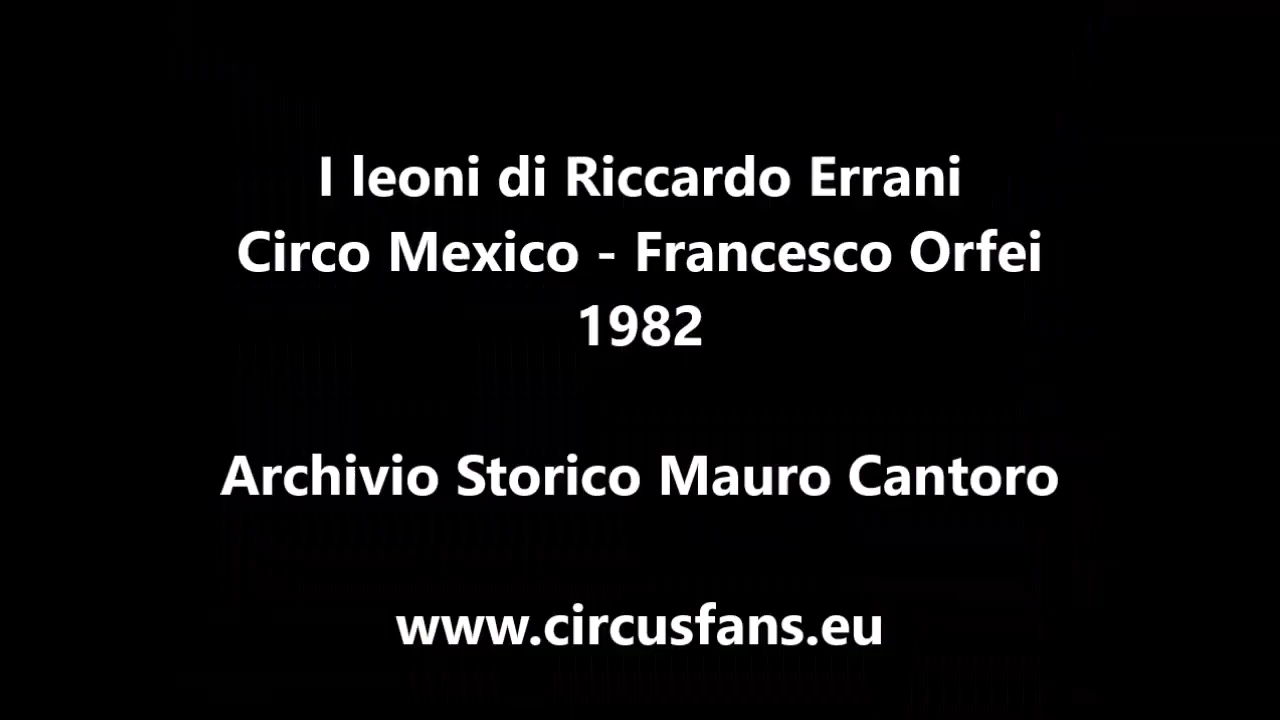 I leoni di Riccardo Errani
Circo Mexico - Francesco Orfei
1982
Archivio Storico Mauro Cantoro
www.circusfans.eu